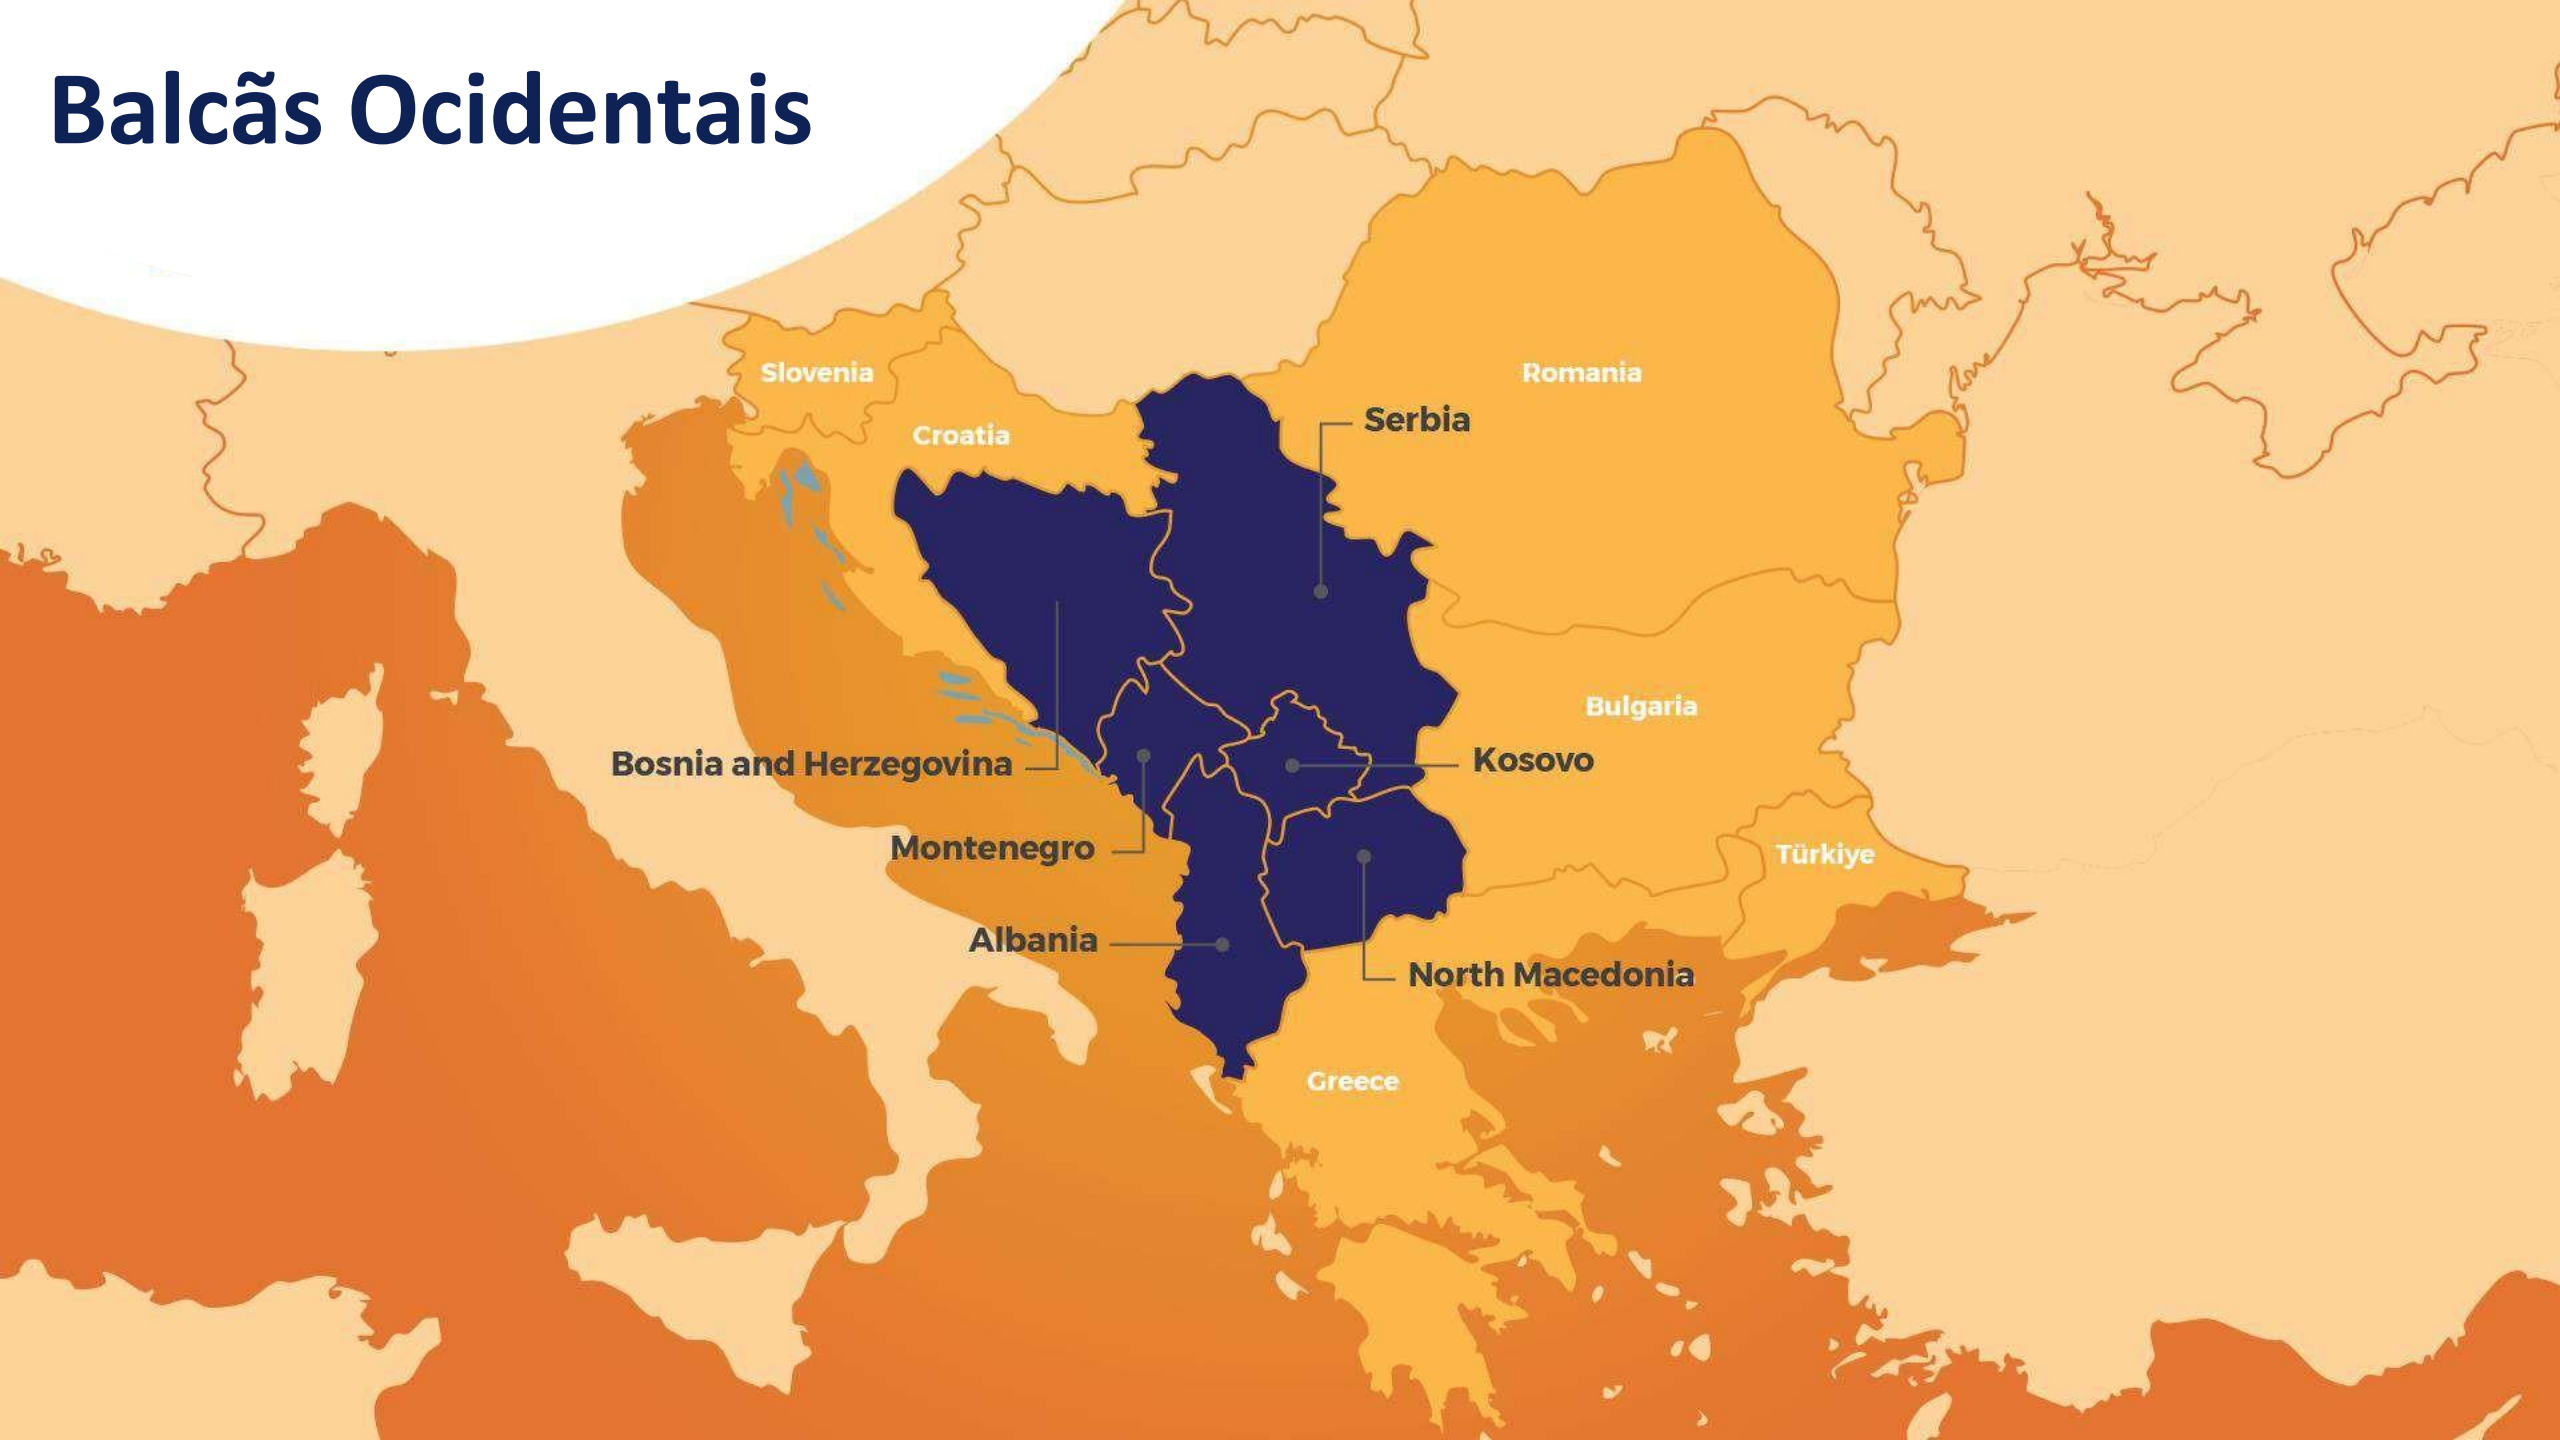 Balcãs Ocidentais
Slovenia
Romania
Serbia
Croatia
Bulgaria
Kosovo
Bosnia and Herzegovina
Montenegro
Türkiye
Albania
North Macedonia
Greece